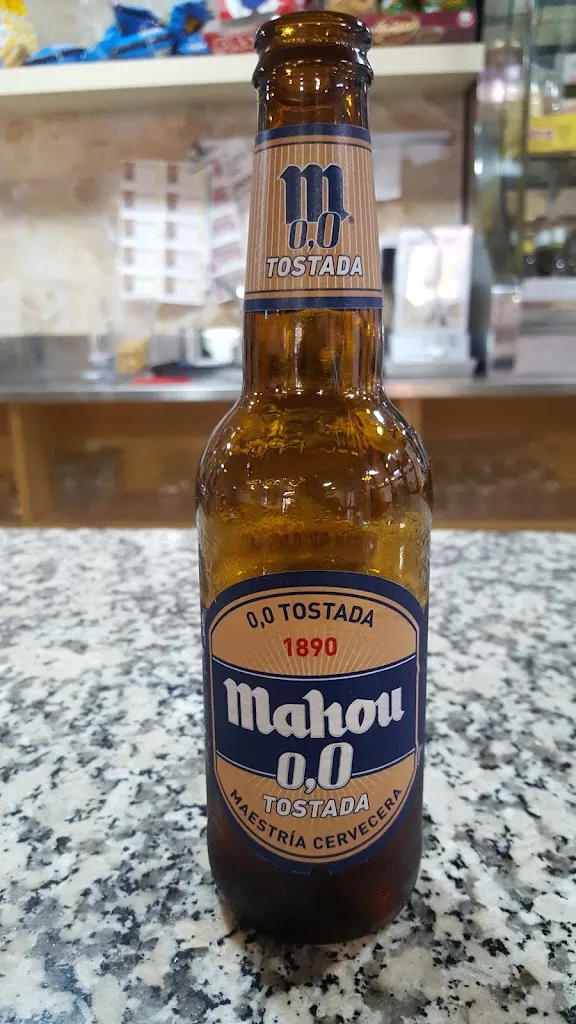 M
0,0
TOSTADA
0,0 TOSTADA
1890
Mahou
0,0
TOSTADA
MAESTRÍA CERVECERA